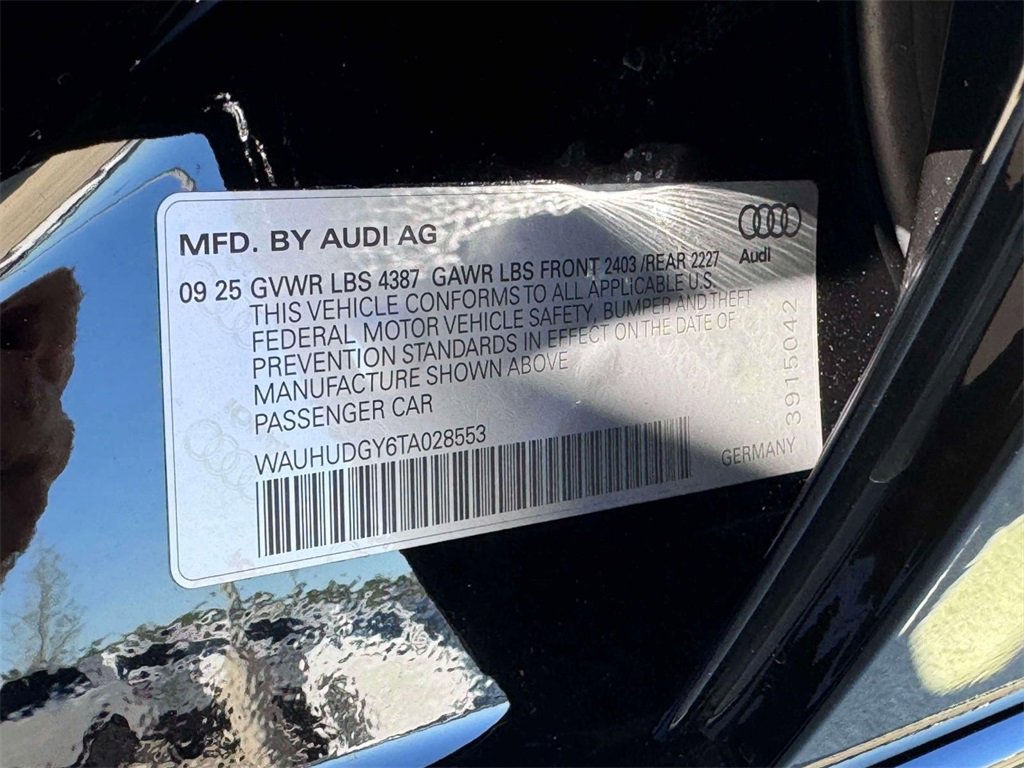 MFD. BY AUDI AG
Audi
09 25 GVWR LBS 4387 GAWR LBS FRONT 2403 /REAR 2227
THIS VEHICLE CONFORMS TO ALL APPLICABLE U.S.
FEDERAL MOTOR VEHICLE SAFETY, BUMPER AND THEFT
PREVENTION STANDARDS IN EFFECT ON THE DATE OF
MANUFACTURE SHOWN ABOVE
PASSENGER CAR
WAUHUDGY6TA028553
GERMANY
3915042